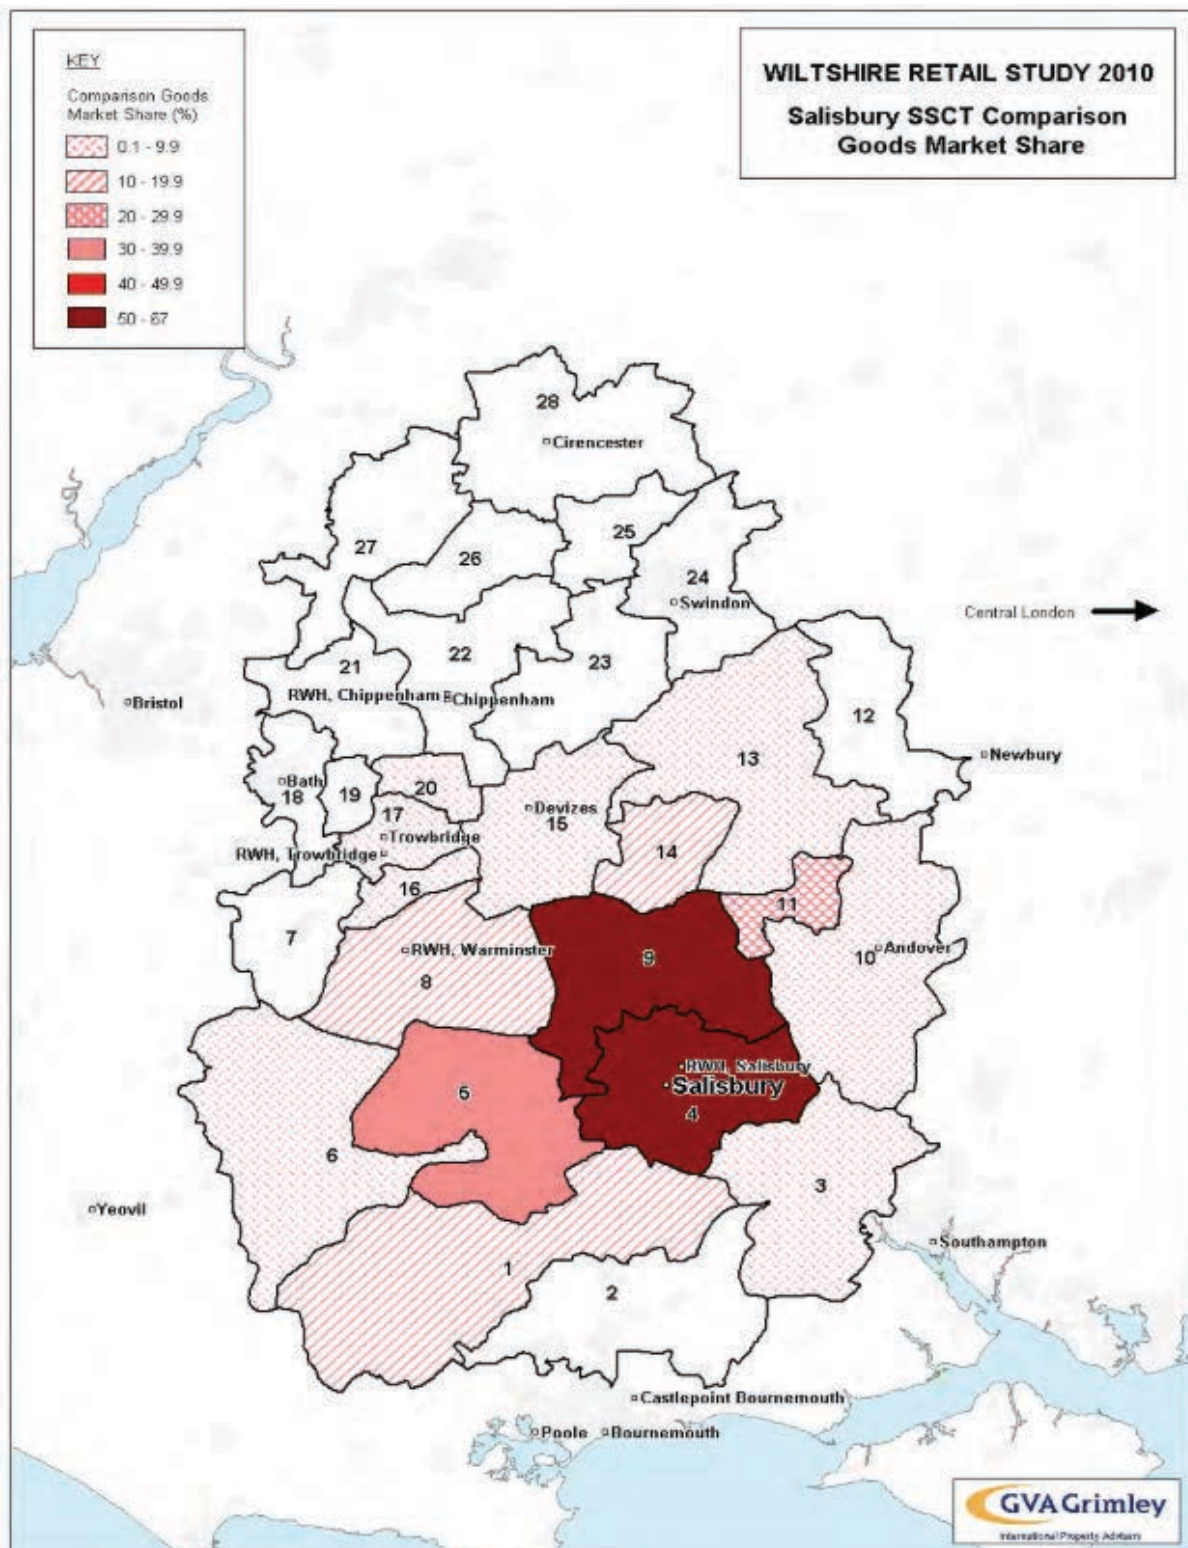 KEY
Comparison Goods
Market Share (%)
0.1 - 9.9
10 - 19.9
20 - 29.9
30 - 39.9
40 - 49.9
50 - 67
WILTSHIRE RETAIL STUDY 2010
Salisbury SSCT Comparison
Goods Market Share
28
Cirencester
25
27
26
24
Swindon
Central London
22
23
21
RWH, Chippenham
Chippenham
Bristol
12
13
Newbury
Bath
18
19
20
17
Devizes
15
Trowbridge
RWH, Trowbridge
14
16
11
7
RWH, Warminster
9
10
Andover
8
RWH, Salisbury
Salisbury
4
5
6
3
Yeovil
Southampton
1
2
Castlepoint Bournemouth
Poole
Bournemouth
GVA Grimley
International Property Advisers